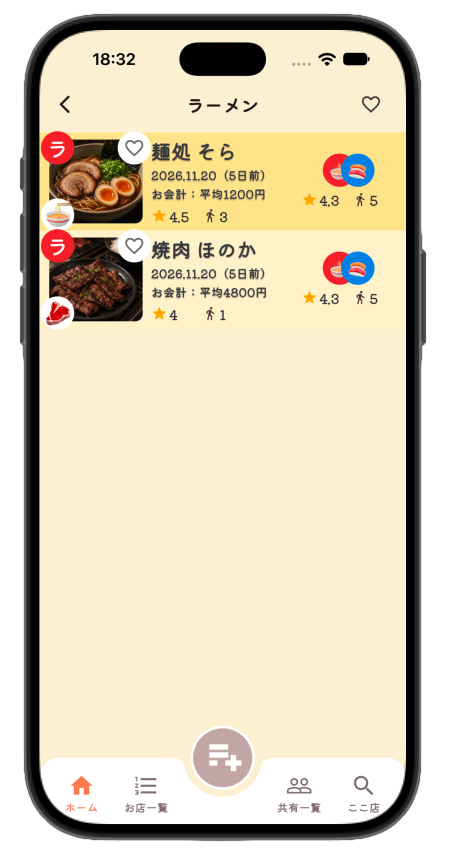 18:32
ラーメン
ラ
麺処 そら
2026.11.20（5日前）
お会計：平均1200円
4.5 3
4.3 5
ラ
焼肉 ほのか
2026.11.20（5日前）
お会計：平均4800円
4 1
4.3 5
ホーム
お店一覧
共有一覧
ここ店